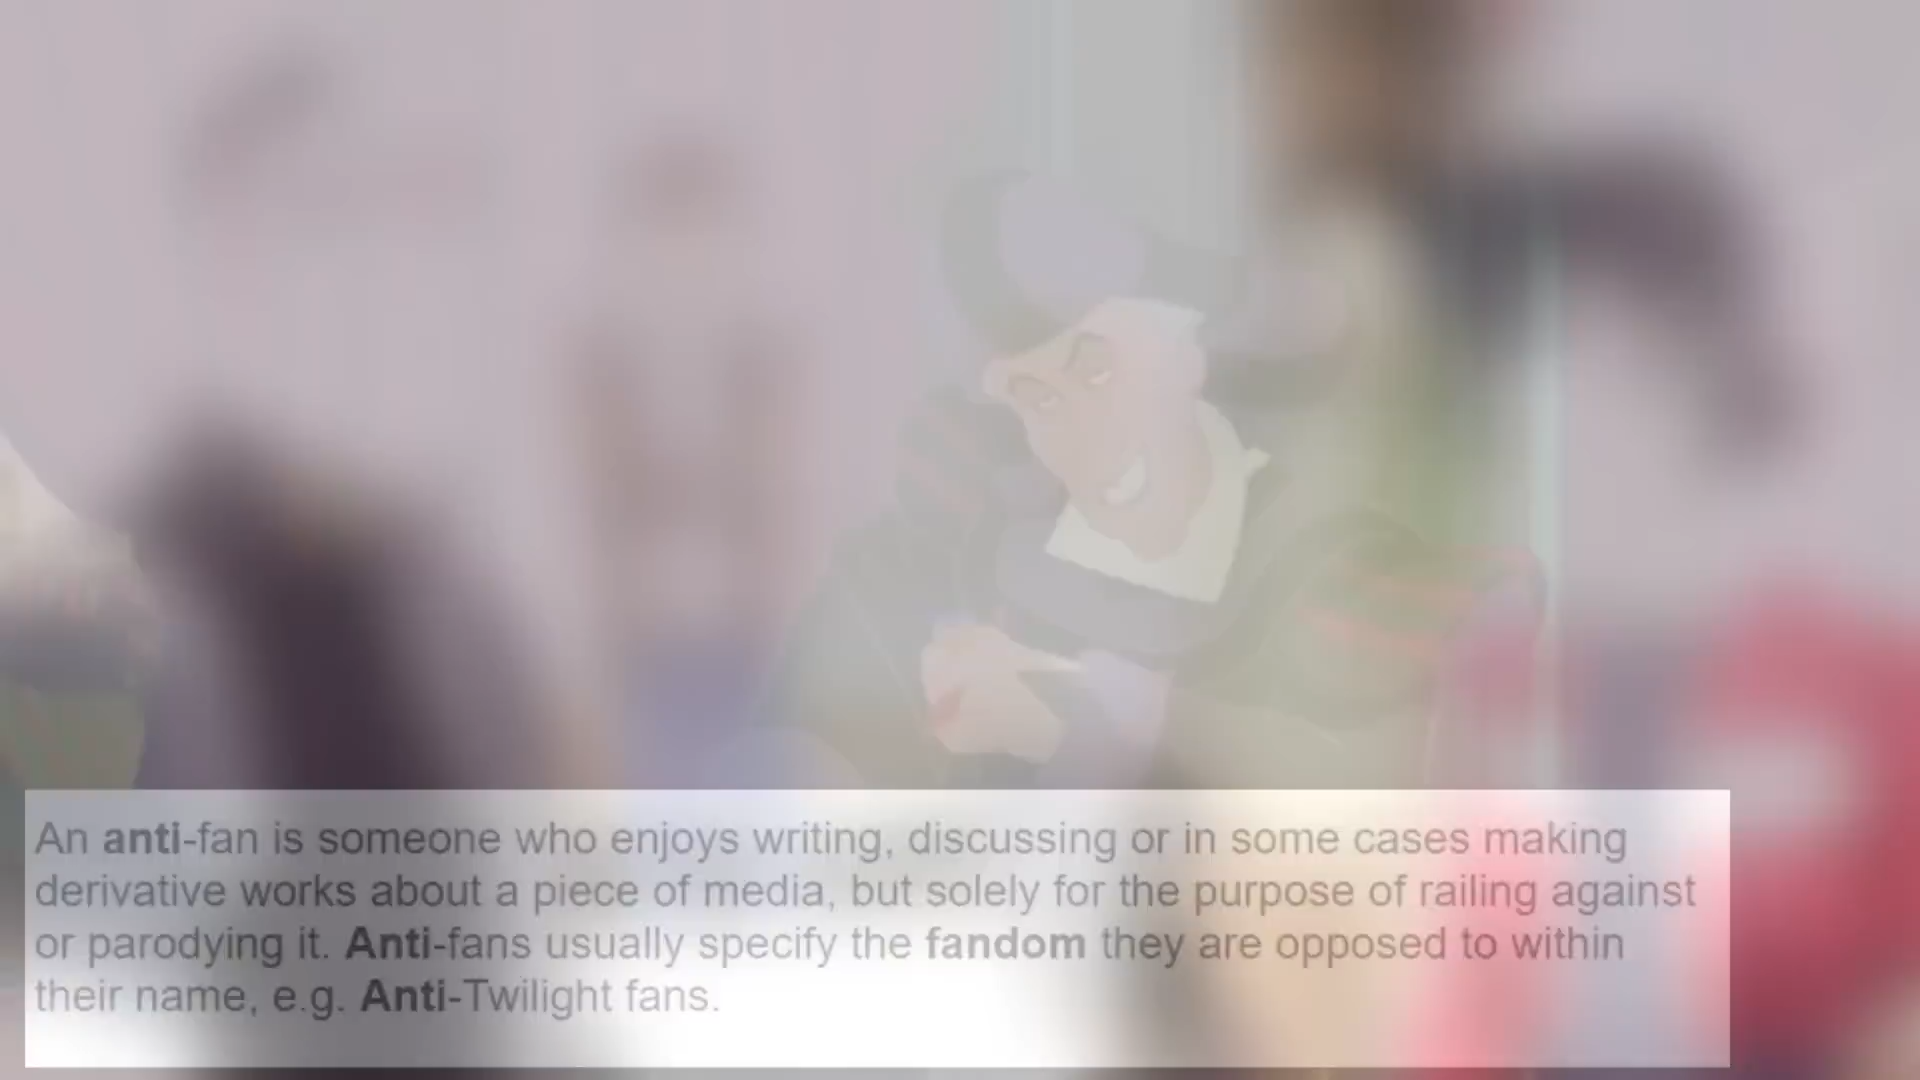 An anti-fan is someone who enjoys writing, discussing or in some cases making
derivative works about a piece of media, but solely for the purpose of railing against
or parodying it. Anti-fans usually specify the fandom they are opposed to within
their name, e.g. Anti-Twilight fans.